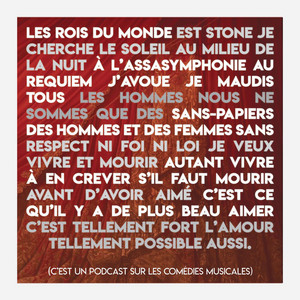 LES ROIS DU MONDE EST STONE JE
CHERCHE LE SOLEIL AU MILIEU DE
LA NUIT À L'ASSASYMPHONIE AU
REQUIEM J'AVOUE JE MAUDIS
TOUS LES HOMMES NOUS NE
SOMMES QUE DES SANS-PAPIERS
DES HOMMES ET DES FEMMES SANS
RESPECT NI FOI NI LOI JE VEUX
VIVRE ET MOURIR AUTANT VIVRE
À EN CREVER S'IL FAUT MOURIR
AVANT D'AVOIR AIMÉ C'EST CE
QU'IL Y A DE PLUS BEAU AIMER
C'EST TELLEMENT FORT L'AMOUR
TELLEMENT POSSIBLE AUSSI.
(C'EST UN PODCAST SUR LES COMÉDIES MUSICALES)